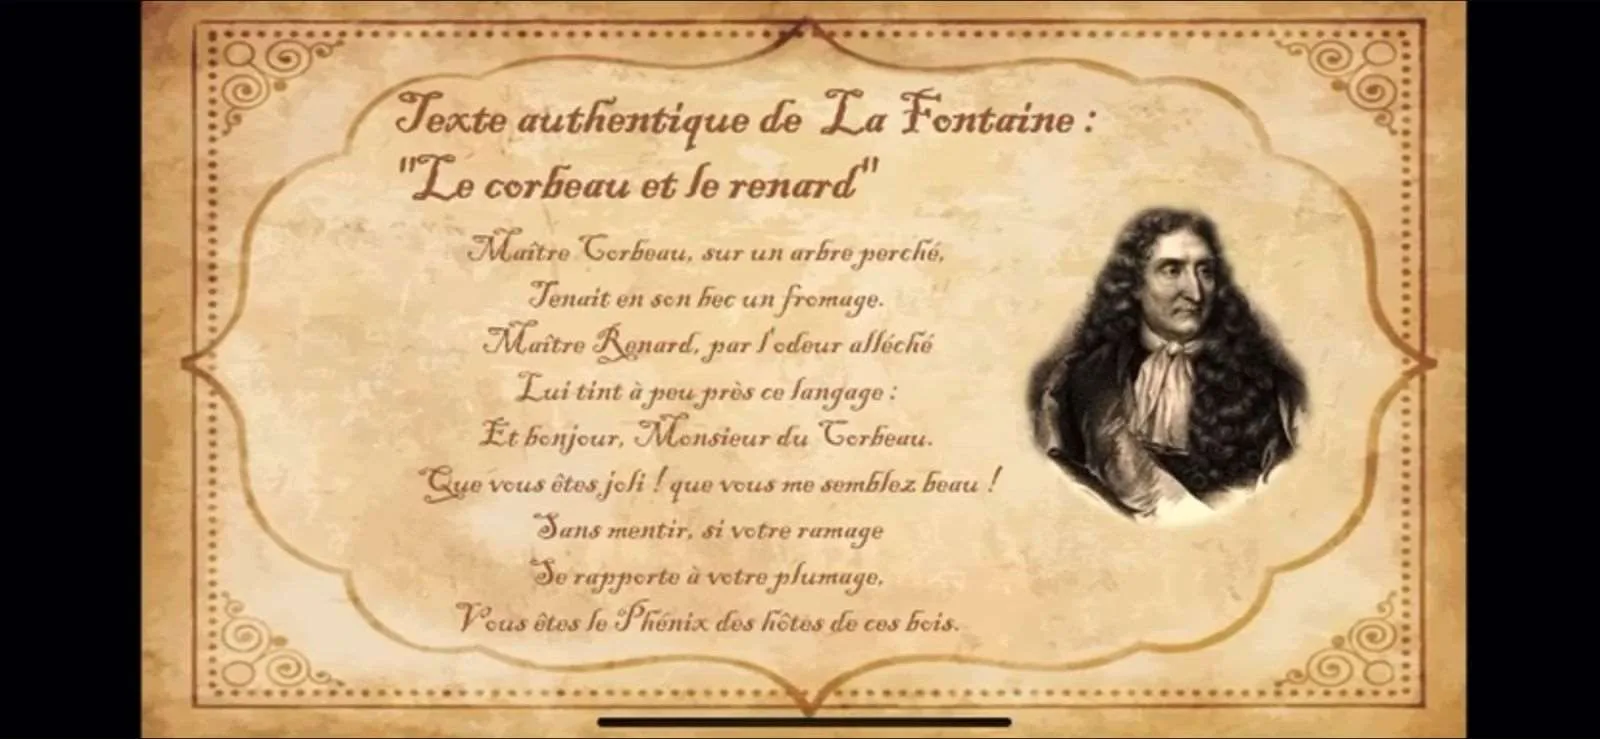 Texte authentique de La Fontaine :
"Le corbeau et le renard"
Maître Corbeau, sur un arbre perché,
Tenait en son bec un fromage.
Maître Renard, par l'odeur alléché
Lui tint à peu près ce langage :
Et bonjour, Monsieur du Corbeau.
Que vous êtes joli ! que vous me semblez beau !
Sans mentir, si votre ramage
Se rapporte à votre plumage,
Vous êtes le Phénix des hôtes de ces bois.